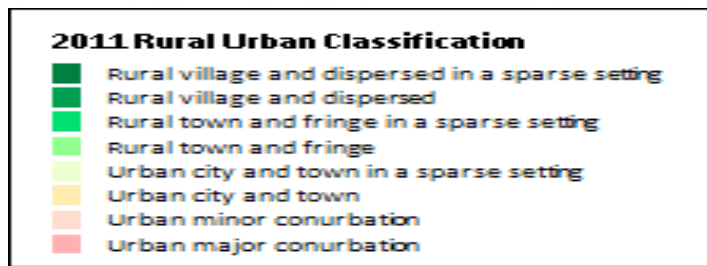 2011 Rural Urban Classification
Rural village and dispersed in a sparse setting
Rural village and dispersed
Rural town and fringe in a sparse setting
Rural town and fringe
Urban city and town in a sparse setting
Urban city and town
Urban minor conurbation
Urban major conurbation